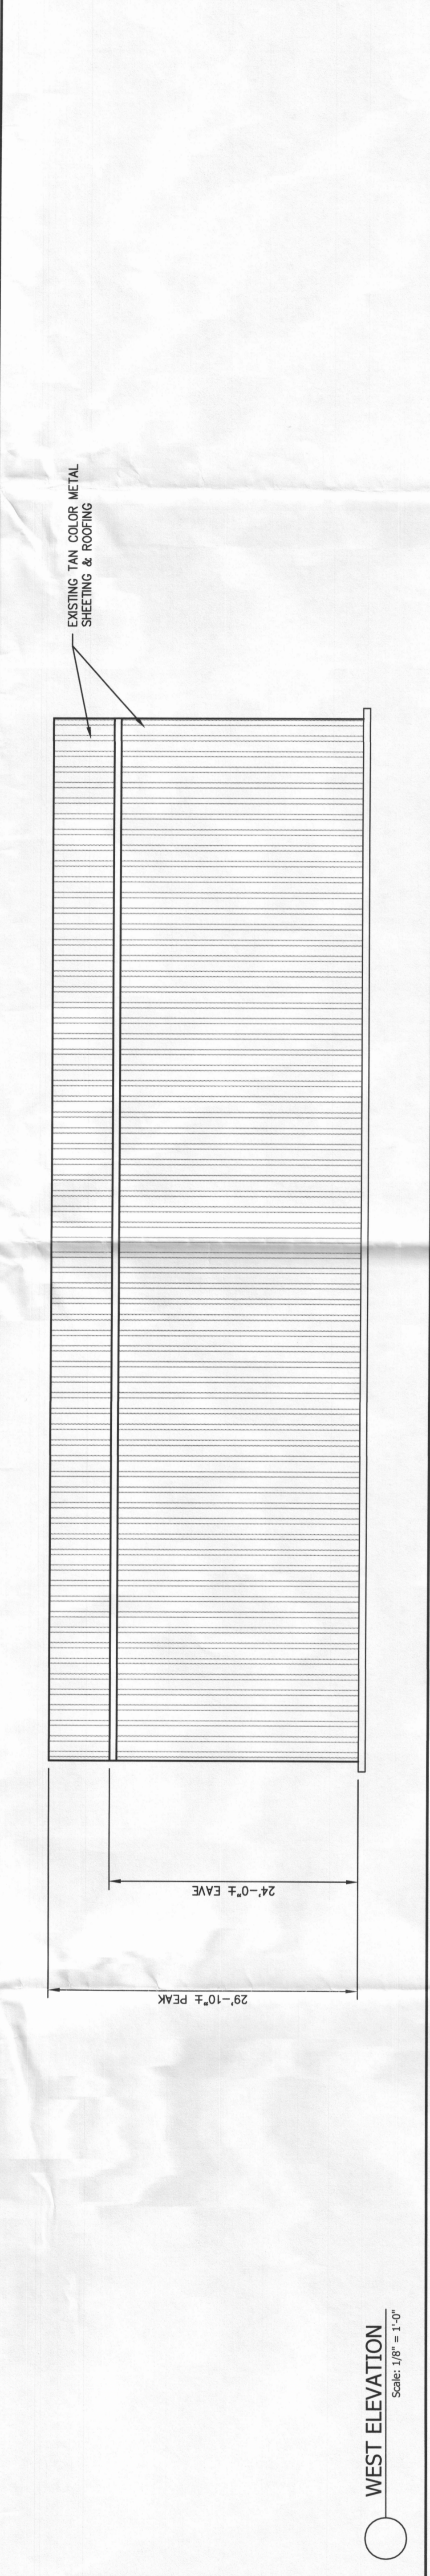 EXISTING TAN COLOR METAL
SHEETING & ROOFING
24'-0"± EAVE
29'-10"± PEAK
WEST ELEVATION
Scale: 1/8" = 1'-0"